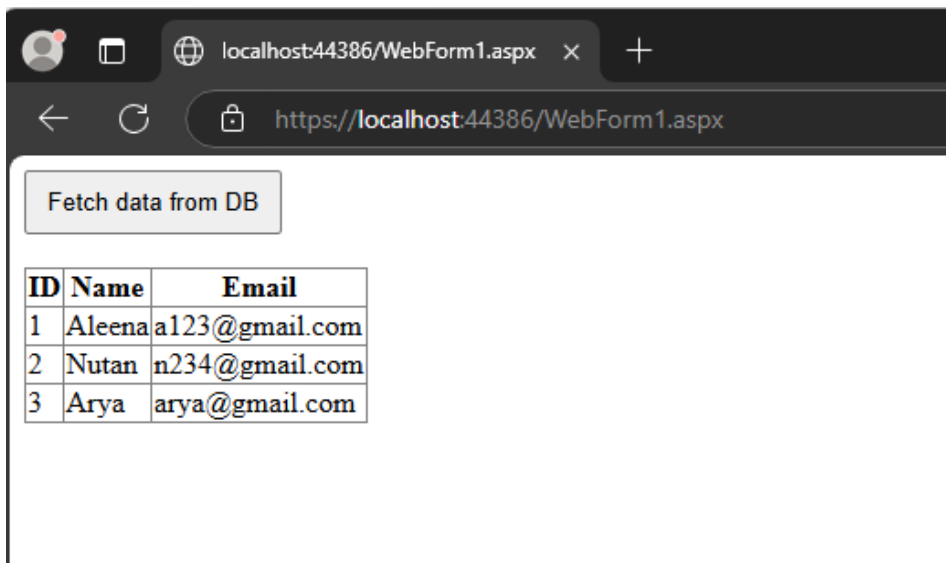 localhost:44386/WebForm1.aspx
https://localhost:44386/WebForm1.aspx
Fetch data from DB
ID Name Email
1 Aleena a123@gmail.com
2 Nutan n234@gmail.com
3 Arya arya@gmail.com